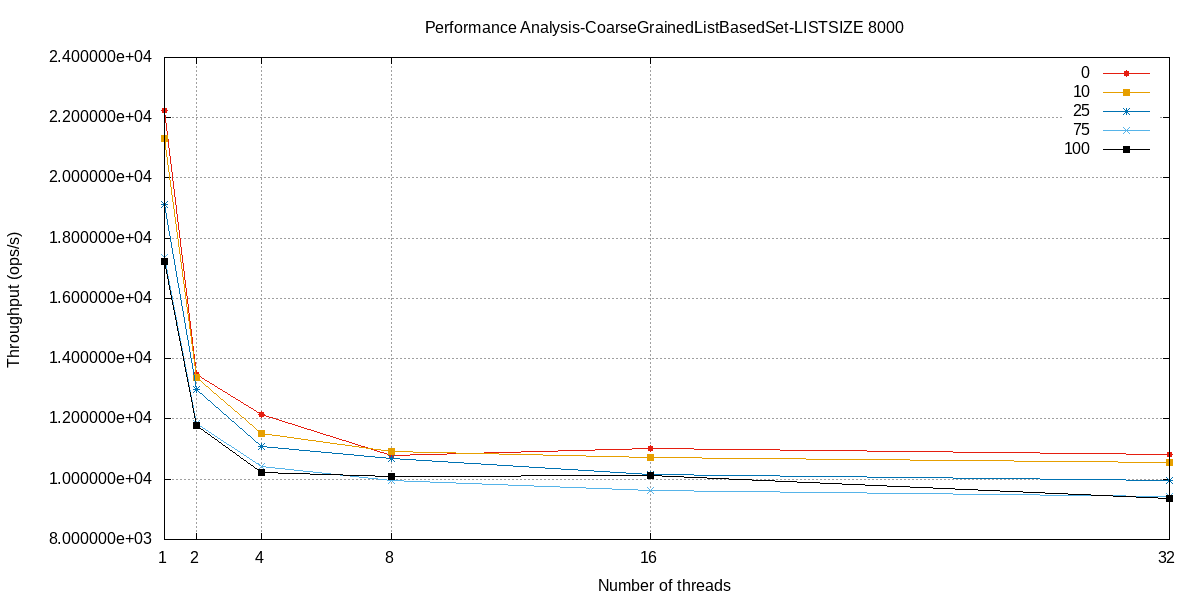 Performance Analysis-CoarseGrainedListBasedSet-LISTSIZE 8000
2.400000e+04
2.200000e+04
2.000000e+04
1.800000e+04
1.600000e+04
1.400000e+04
1.200000e+04
1.000000e+04
8.000000e+03
Throughput (ops/s)
0
10
25
75
100
1 2 4 8 16 32
Number of threads